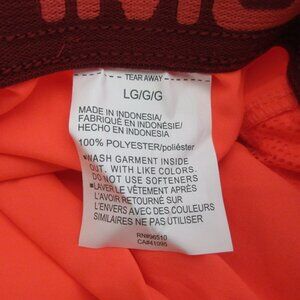 TEAR AWAY
LG/G/G
MADE IN INDONESIA/
FABRIQUÉ EN INDONÉSIE/
HECHO EN INDONESIA
100% POLYESTER/poliéster
•WASH GARMENT INSIDE
OUT. WITH LIKE COLORS.
DO NOT USE SOFTENERS
•LAVER LE VÊTEMENT APRÈS
L'AVOIR RETOURNÉ SUR
L'ENVERS AVEC DES COULEURS
SIMILAIRES NE PAS UTILISER
RN#96510
CA#41995